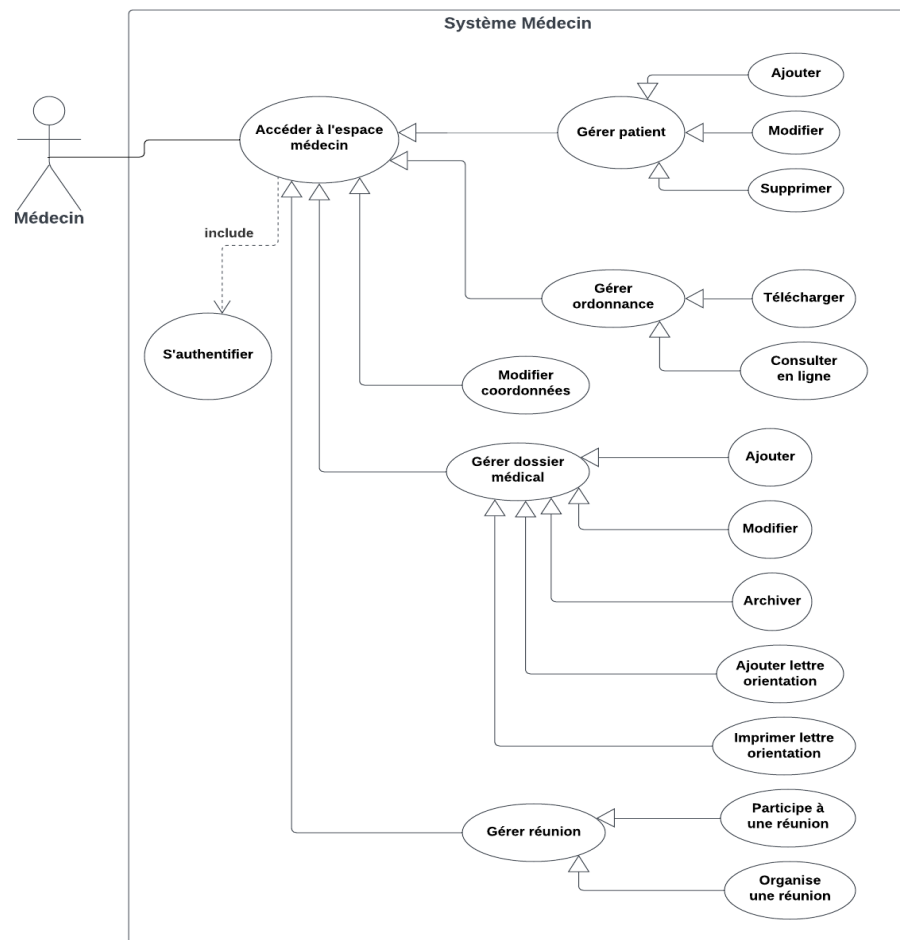 Système Médecin
Ajouter
Accéder à l'espace
médecin
Gérer patient
Modifier
Supprimer
Médecin
include
Gérer
ordonnance
Télécharger
S'authentifier
Consulter
en ligne
Modifier
coordonnées
Gérer dossier
médical
Ajouter
Modifier
Archiver
Ajouter lettre
orientation
Imprimer lettre
orientation
Gérer réunion
Participe à
une réunion
Organise
une réunion